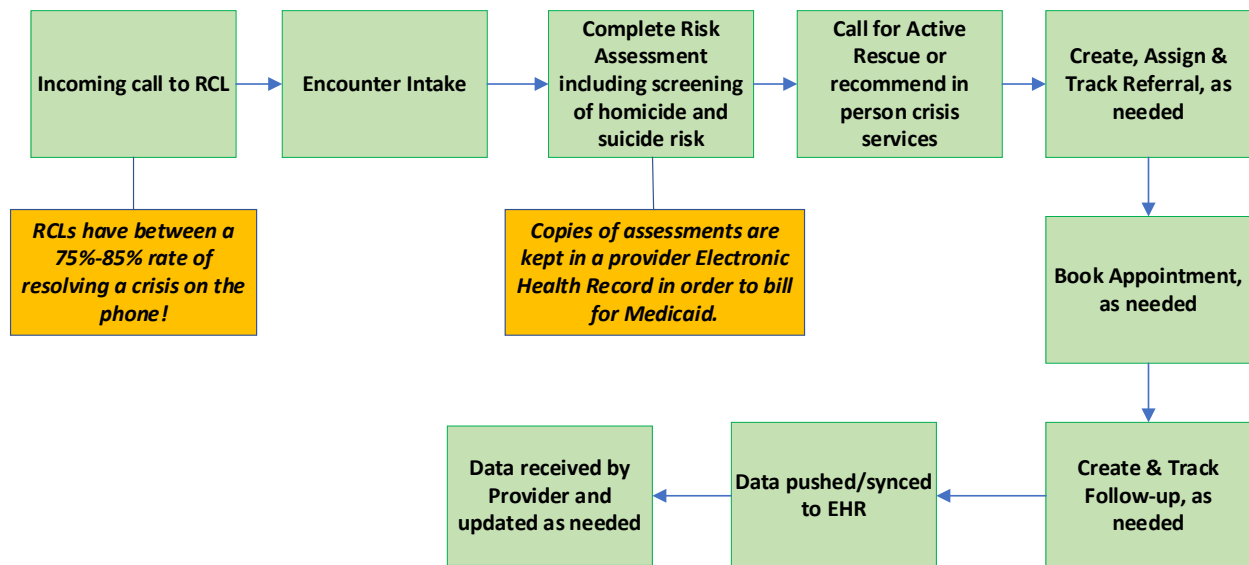 Incoming call to RCL
Encounter Intake
Complete Risk
Assessment
including screening
of homicide and
suicide risk
Call for Active
Rescue or
recommend in
person crisis
services
Create, Assign &
Track Referral, as
needed
RCLs have between a
75%-85% rate of
resolving a crisis on the
phone!
Copies of assessments are
kept in a provider Electronic
Health Record in order to bill
for Medicaid.
Book Appointment,
as needed
Create & Track
Follow-up, as
needed
Data pushed/synced
to EHR
Data received by
Provider and
updated as needed